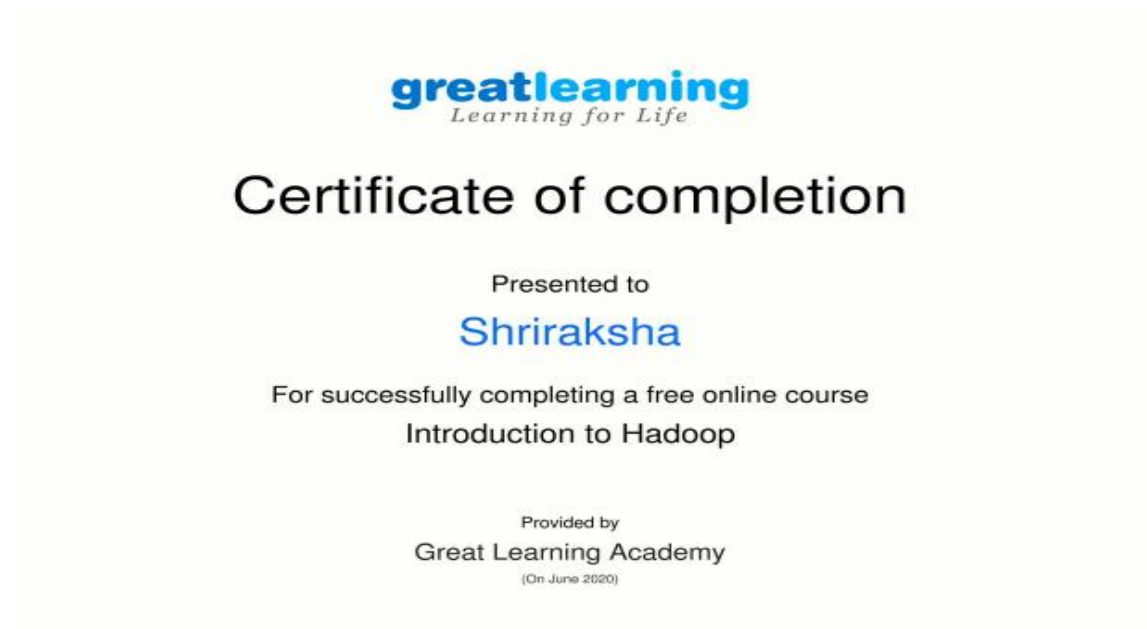 greatlearning
Learning for Life
Certificate of completion
Presented to
Shriraksha
For successfully completing a free online course
Introduction to Hadoop
Provided by
Great Learning Academy
(On June 2020)